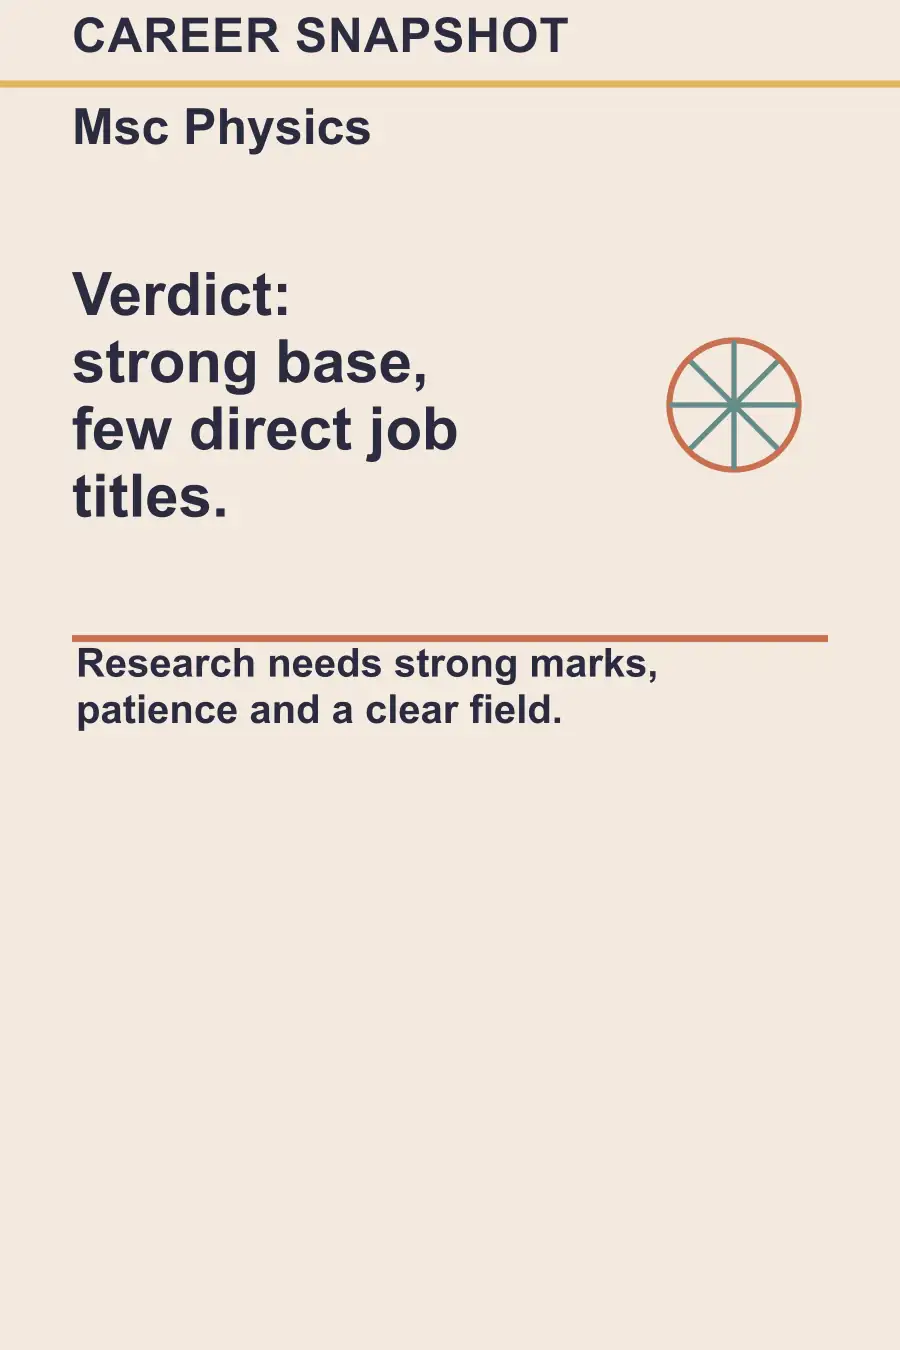 CAREER SNAPSHOT
Msc Physics
Verdict:
strong base,
few direct job
titles.
Research needs strong marks,
patience and a clear field.